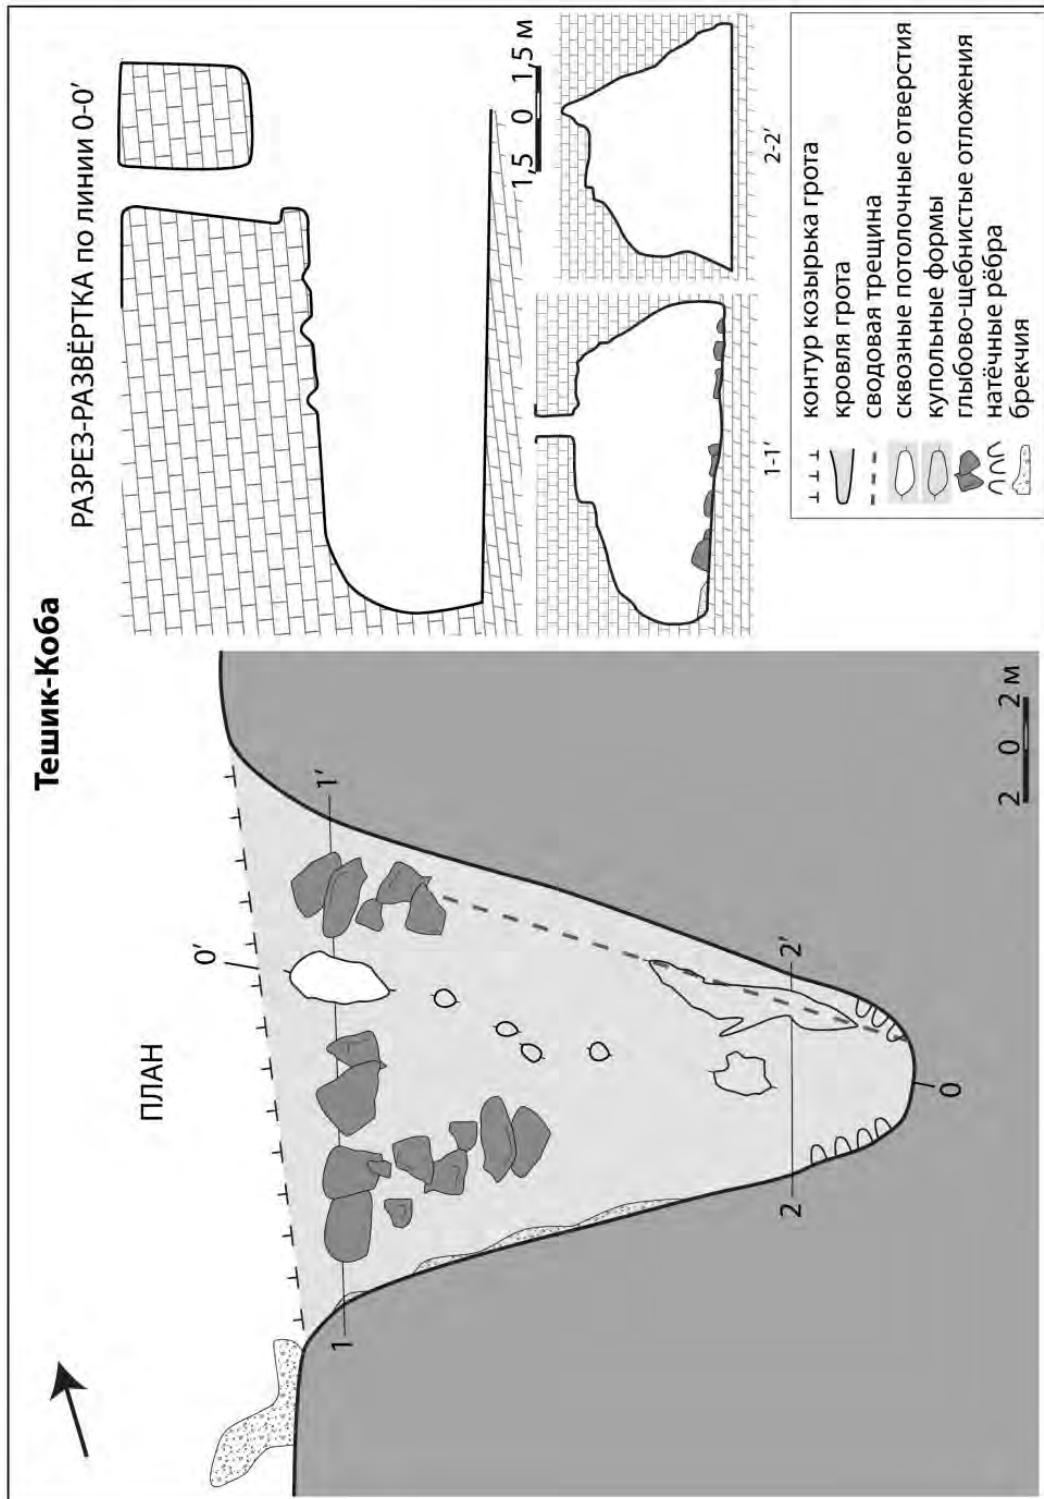 Тешик-Коба
ПЛАН
0'
1
1'
2
2'
0
2 0 2 м
РАЗРЕЗ-РАЗВЁРТКА по линии 0-0'
1,5 0 1,5 м
1-1'
2-2'
контур козырька грота
кровля грота
сводовая трещина
сквозные потолочные отверстия
купольные формы
глыбово-щебнистые отложения
натёчные рёбра
брекчия